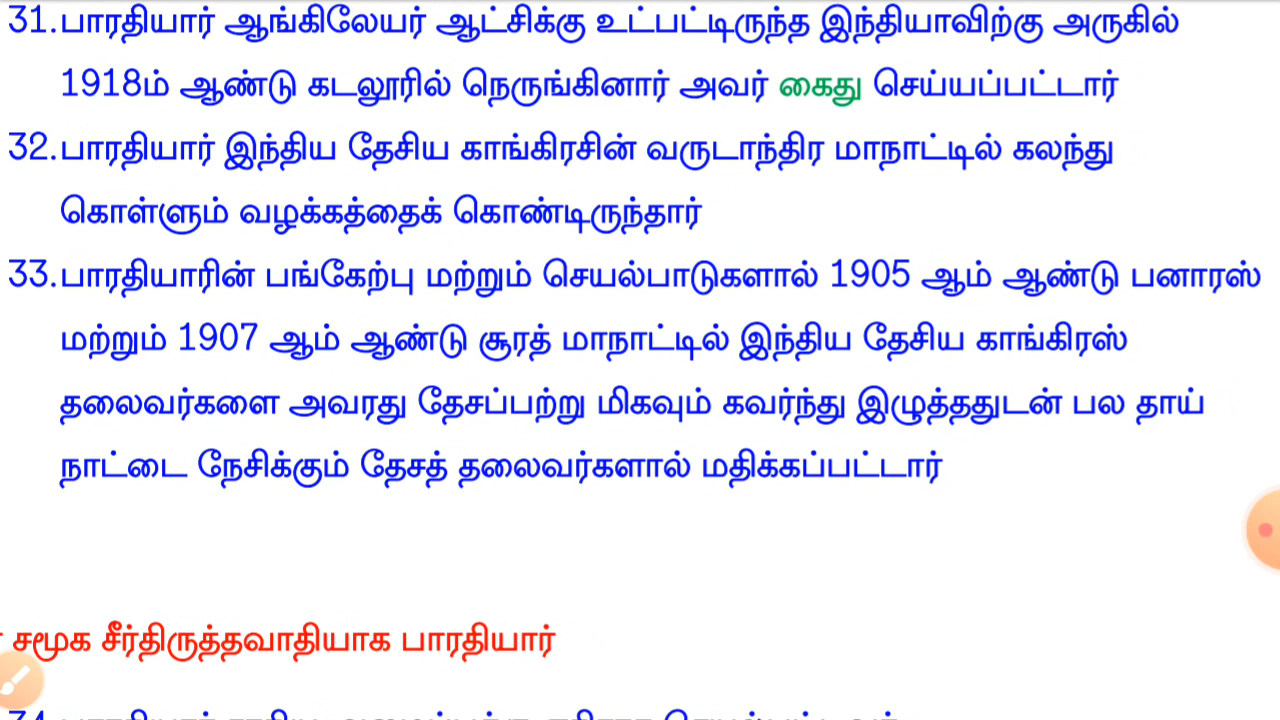 31.பாரதியார் ஆங்கிலேயர் ஆட்சிக்கு உட்பட்டிருந்த இந்தியாவிற்கு அருகில்
1918ம் ஆண்டு கடலூரில் நெருங்கினார் அவர் கைது செய்யப்பட்டார்
32.பாரதியார் இந்திய தேசிய காங்கிரசின் வருடாந்திர மாநாட்டில் கலந்து
கொள்ளும் வழக்கத்தைக் கொண்டிருந்தார்
33.பாரதியாரின் பங்கேற்பு மற்றும் செயல்பாடுகளால் 1905 ஆம் ஆண்டு பனாரஸ்
மற்றும் 1907 ஆம் ஆண்டு சூரத் மாநாட்டில் இந்திய தேசிய காங்கிரஸ்
தலைவர்களை அவரது தேசப்பற்று மிகவும் கவர்ந்து இழுத்ததுடன் பல தாய்
நாட்டை நேசிக்கும் தேசத் தலைவர்களால் மதிக்கப்பட்டார்
சமூக சீர்திருத்தவாதியாக பாரதியார்